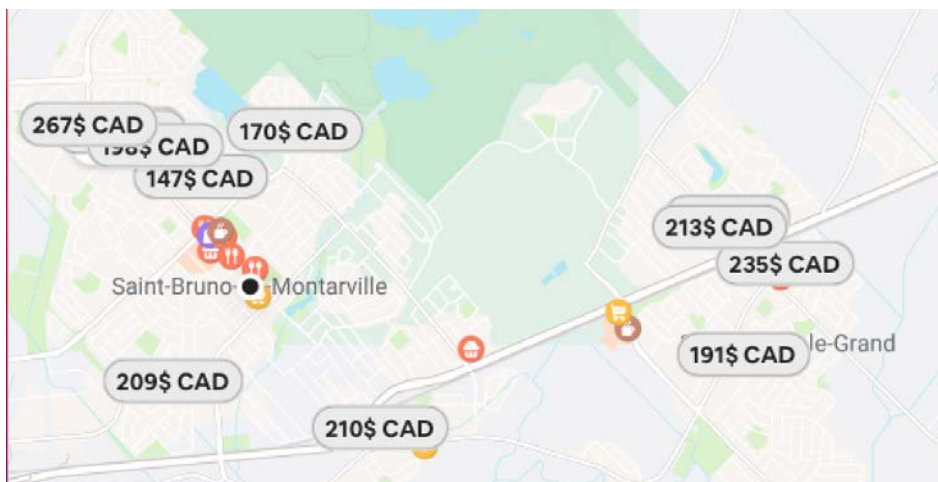 267$ CAD
170$ CAD
198$ CAD
147$ CAD
213$ CAD
235$ CAD
Saint-Bruno- -Montarville
le-Grand
191$ CAD
209$ CAD
210$ CAD